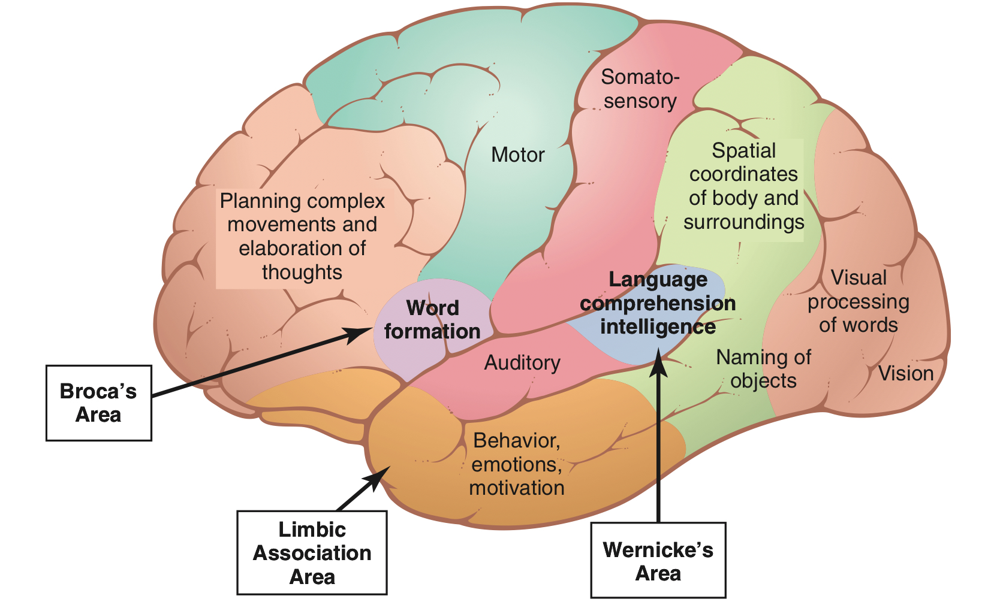 Somato-
sensory
Motor
Spatial
coordinates
of body and
surroundings
Planning complex
movements and
elaboration of
thoughts
Word
formation
Language
comprehension
intelligence
Visual
processing
of words
Auditory
Naming of
objects
Vision
Broca’s
Area
Behavior,
emotions,
motivation
Limbic
Association
Area
Wernicke’s
Area